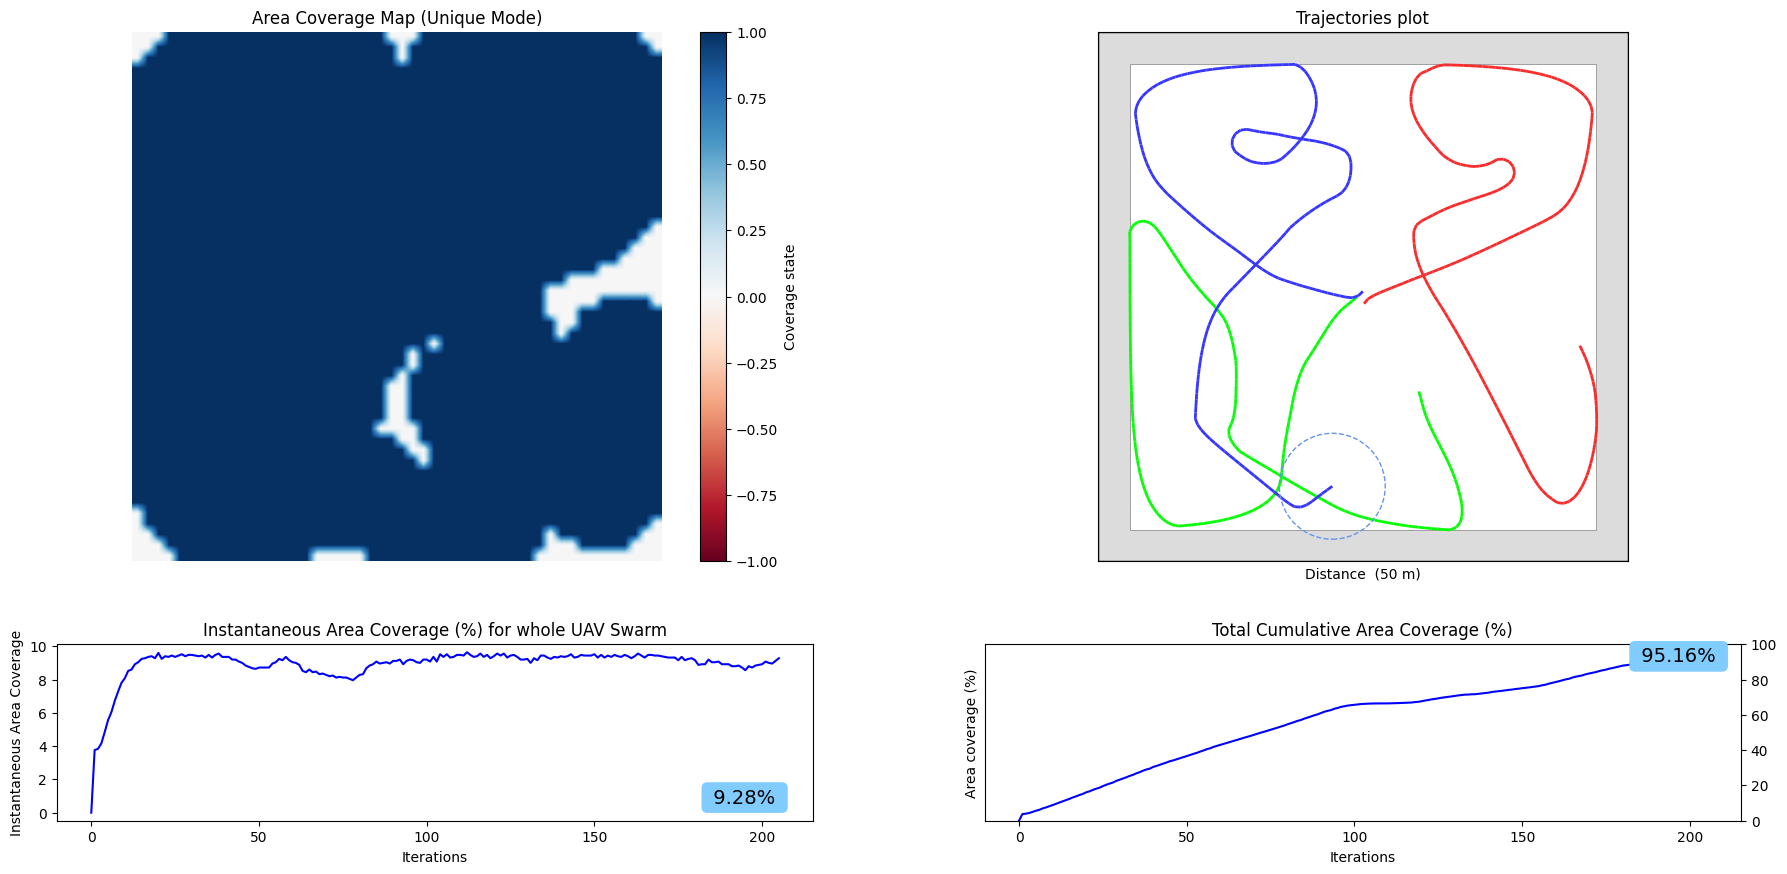 Area Coverage Map (Unique Mode)
1.00
0.75
0.50
0.25
0.00
−0.25
−0.50
−0.75
−1.00
Coverage state
Trajectories plot
Distance  (50 m)
Instantaneous Area Coverage (%) for whole UAV Swarm
Instantaneous Area Coverage
10
8
6
4
2
0
9.28%
0 50 100 150 200
Iterations
Total Cumulative Area Coverage (%)
Area coverage (%)
95.16%
100
80
60
40
20
0
0 50 100 150 200
Iterations